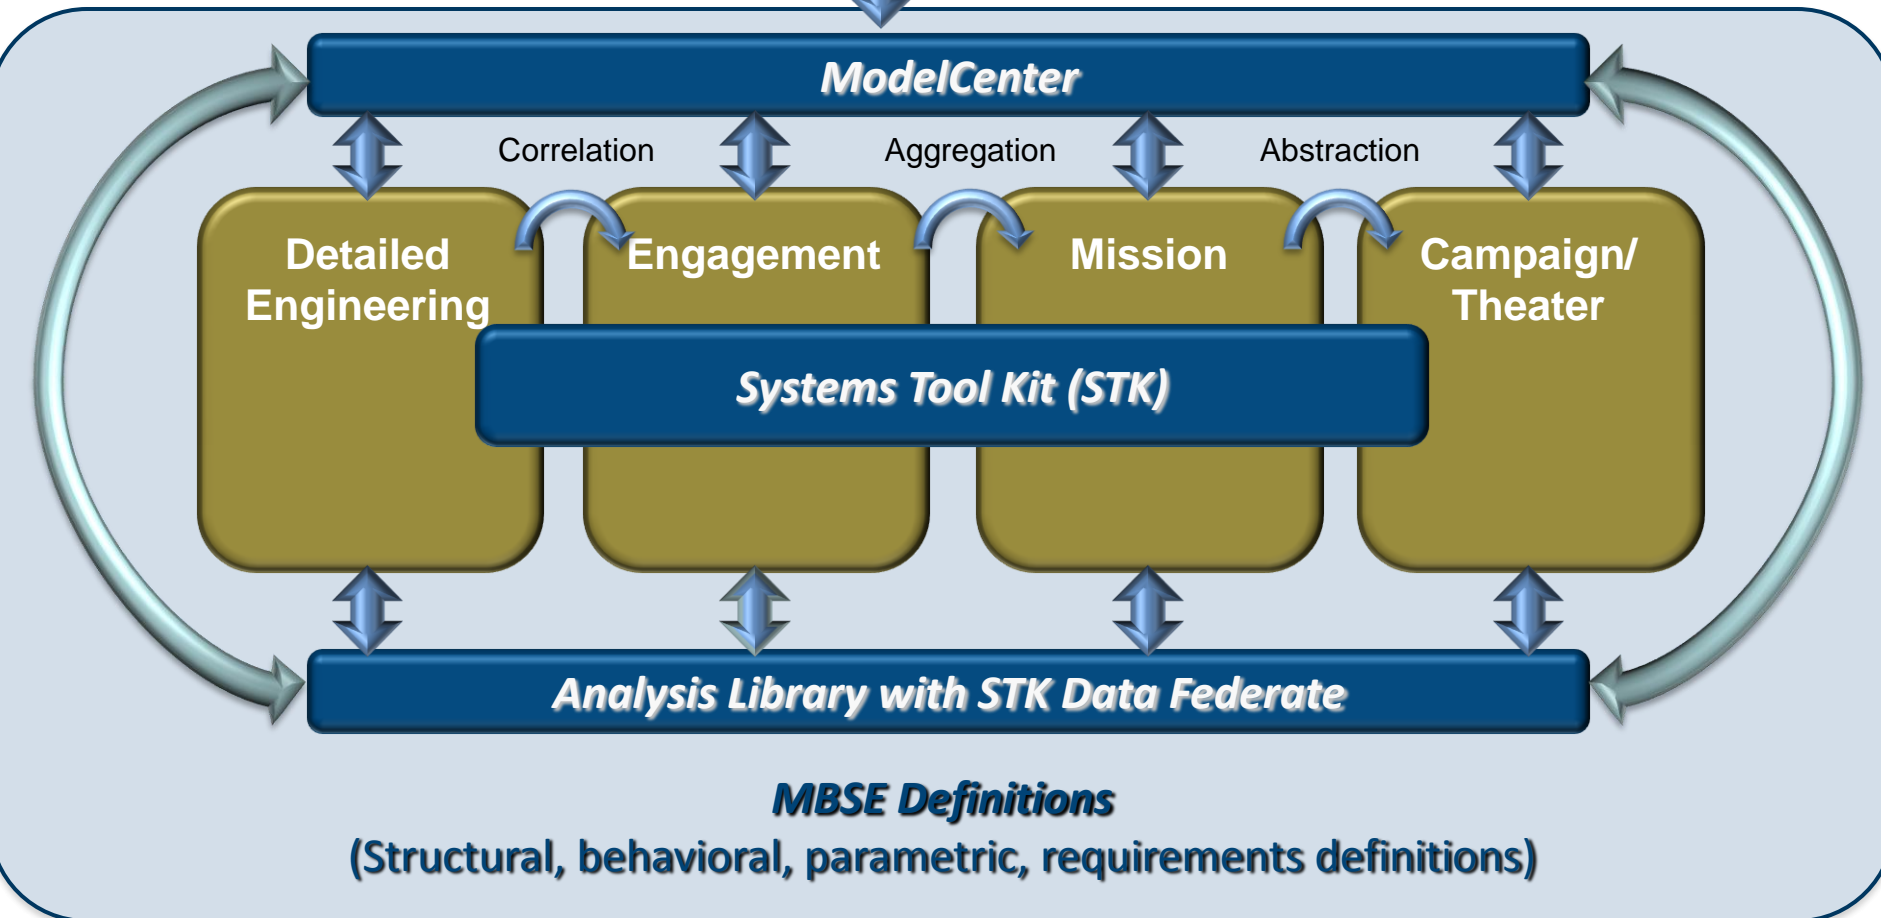 ModelCenter
Correlation
Aggregation
Abstraction
Detailed
Engineering
Engagement
Mission
Campaign/
Theater
Systems Tool Kit (STK)
Analysis Library with STK Data Federate
MBSE Definitions
(Structural, behavioral, parametric, requirements definitions)